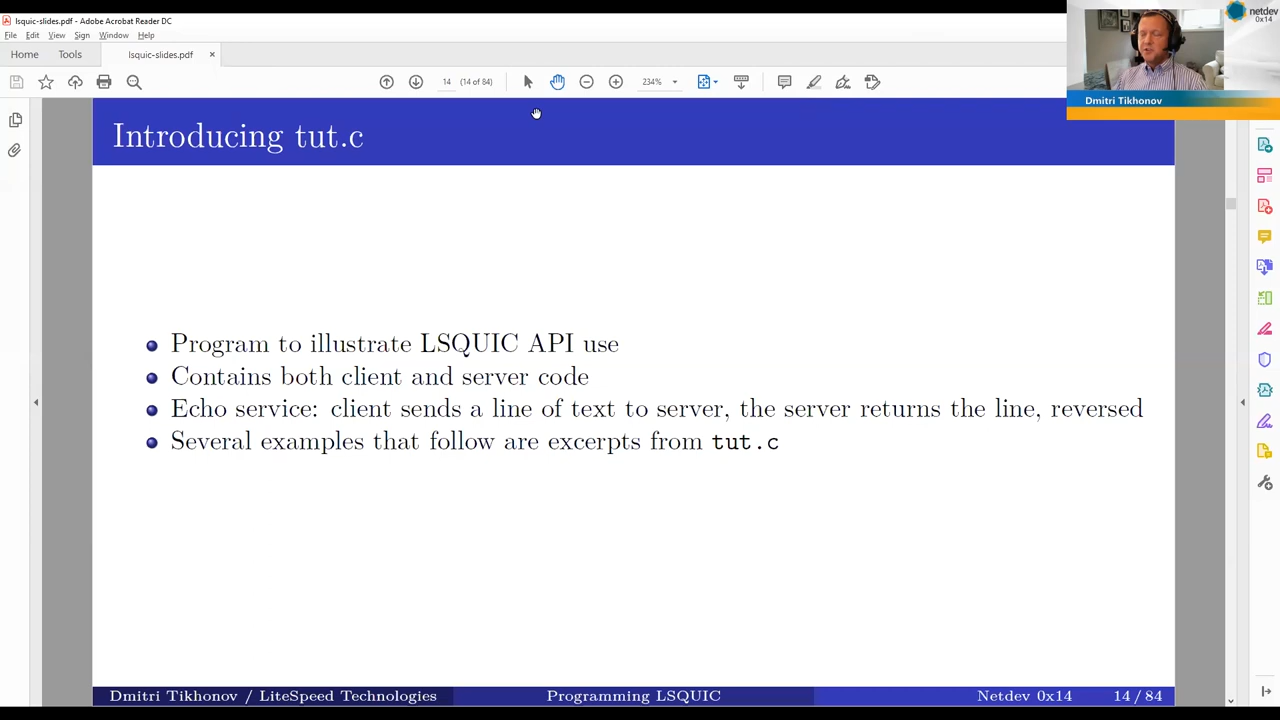 lsquic-slides.pdf - Adobe Acrobat Reader DC
File Edit View Sign Window Help
Home Tools lsquic-slides.pdf ×
14 (14 of 84) 234%
netdev
0x14
Dmitri Tikhonov
Introducing tut.c
Program to illustrate LSQUIC API use
Contains both client and server code
Echo service: client sends a line of text to server, the server returns the line, reversed
Several examples that follow are excerpts from tut.c
Dmitri Tikhonov / LiteSpeed Technologies Programming LSQUIC Netdev 0x14 14 / 84